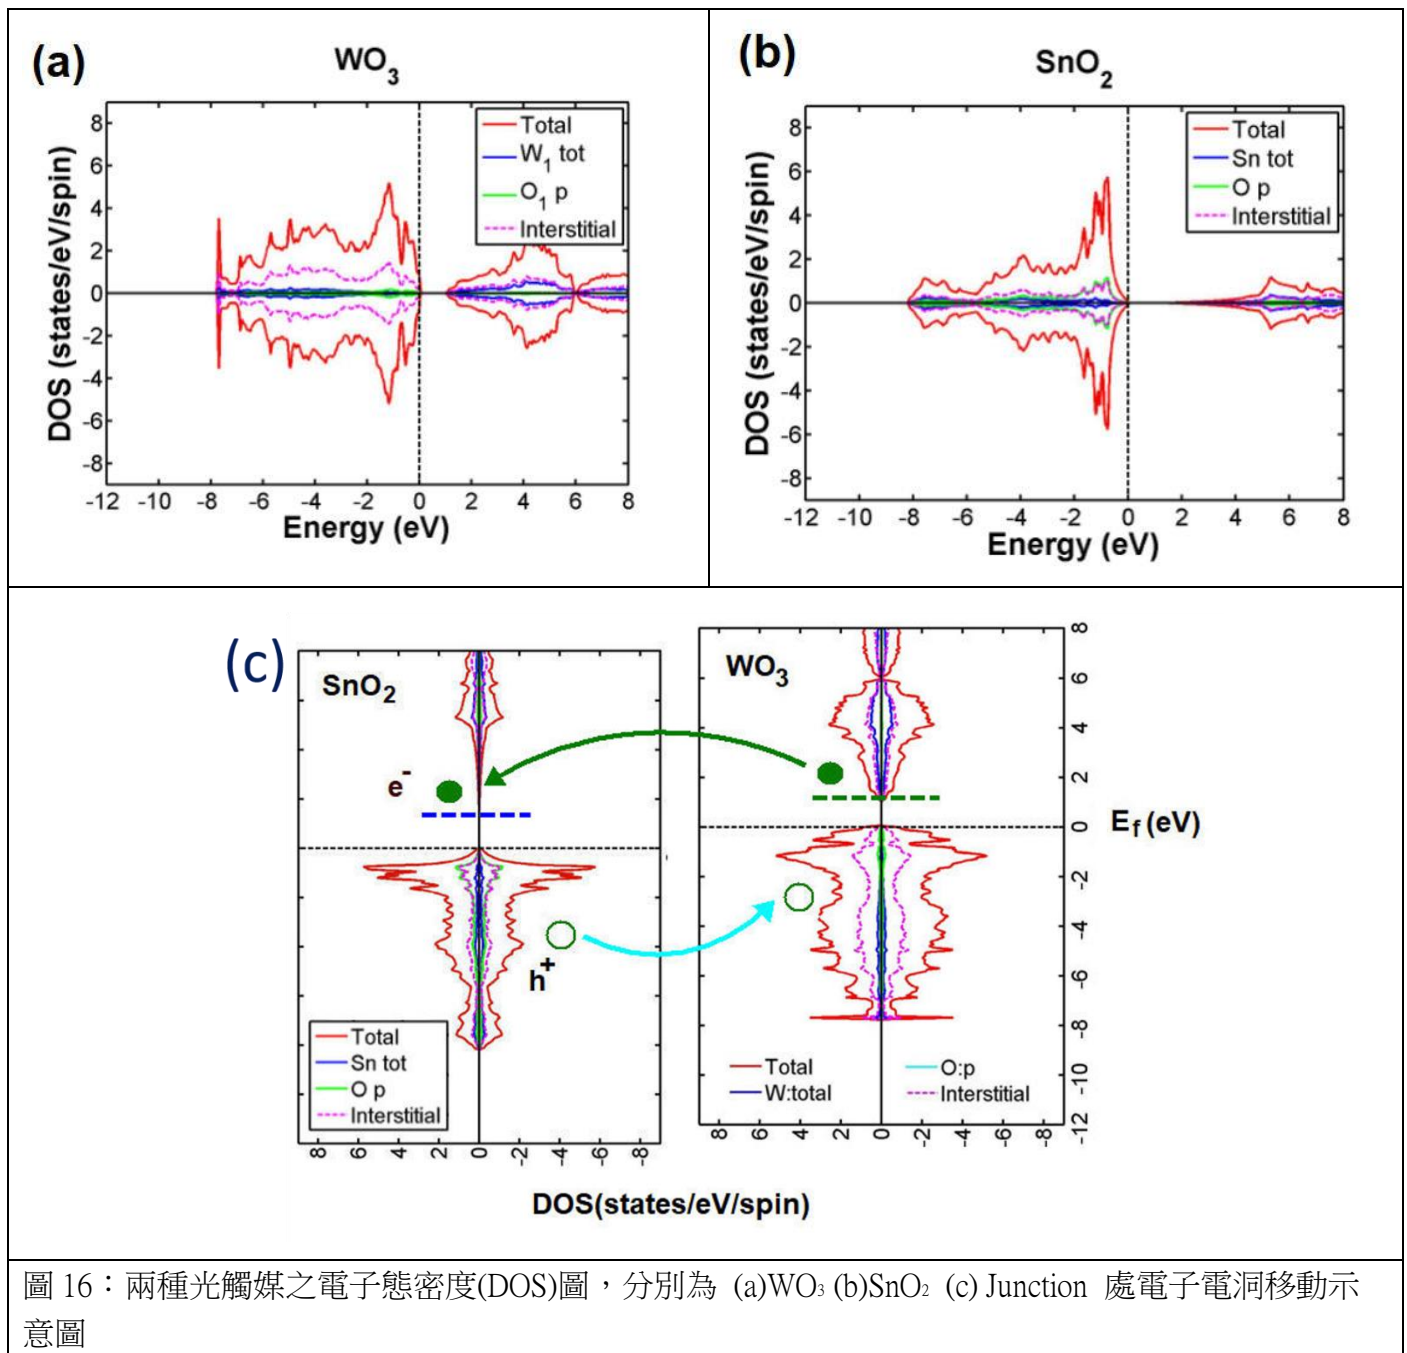 (a)
WO3
8
6
4
2
0
-2
-4
-6
-8
DOS (states/eV/spin)
Total
W1 tot
O1 p
Interstitial
-12 -10 -8 -6 -4 -2 0 2 4 6 8
Energy (eV)
(b)
SnO2
8
6
4
2
0
-2
-4
-6
-8
DOS (states/eV/spin)
Total
Sn tot
O p
Interstitial
-12 -10 -8 -6 -4 -2 0 2 4 6 8
Energy (eV)
(c)
SnO2
e-
h+
Total
Sn tot
O p
Interstitial
8 6 4 2 0 -2 -4 -6 -8
WO3
8
6
4
2
0
-2
-4
-6
-8
-10
-12
Ef (eV)
Total
W:total
O:p
Interstitial
8 6 4 2 0 -2 -4 -6 -8
DOS(states/eV/spin)
圖 16：兩種光觸媒之電子態密度(DOS)圖，分別為 (a)WO3 (b)SnO2 (c) Junction 處電子電洞移動示
意圖